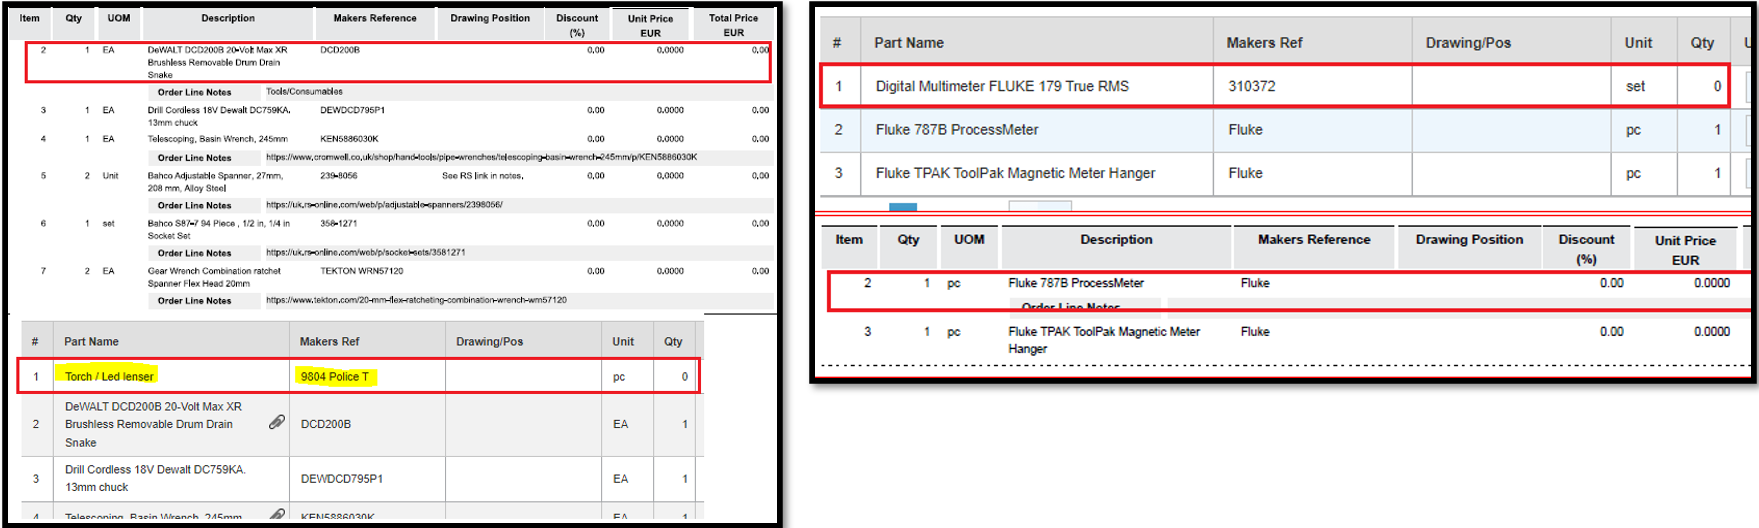 Item Qty UOM Description Makers Reference Drawing Position Discount Unit Price Total Price
(%) EUR EUR
2 1 EA DeWALT DCD200B 20-Volt Max XR DCD200B 0.00 0.0000 0.00
Brushless Removable Drum Drain
Snake
Order Line Notes Tools/Consumables
3 1 EA Drill Cordless 18V Dewalt DC759KA. DEWDCD795P1 0.00 0.0000 0.00
13mm chuck
4 1 EA Telescoping, Basin Wrench, 245mm KEN5886030K 0.00 0.0000 0.00
Order Line Notes https://www.cromwell.co.uk/shop/hand-tools/pipe-wrenches/telescoping-basin-wrench-245mm/p/KEN5886030K
5 2 Unit Bahco Adjustable Spanner, 27mm, 239-8056 See RS link in notes. 0.00 0.0000 0.00
208 mm, Alloy Steel
Order Line Notes https://uk.rs-online.com/web/p/adjustable-spanners/2398056/
6 1 set Bahco S87-7 94 Piece , 1/2 in, 1/4 in 358-1271 0.00 0.0000 0.00
Socket Set
Order Line Notes https://uk.rs-online.com/web/p/socket-sets/3581271
7 2 EA Gear Wrench Combination ratchet TEKTON WRN57120 0.00 0.0000 0.00
Spanner Flex Head 20mm
Order Line Notes https://www.tekton.com/20-mm-flex-ratcheting-combination-wrench-wrn57120
# Part Name Makers Ref Drawing/Pos Unit Qty
1 Torch / Led lenser 9804 Police T pc 0
DeWALT DCD200B 20-Volt Max XR
2 Brushless Removable Drum Drain DCD200B EA 1
Snake
Drill Cordless 18V Dewalt DC759KA.
3 DEWDCD795P1 EA 1
13mm chuck
4 Telescoping, Basin Wrench, 245mm KEN5886030K EA 1
# Part Name Makers Ref Drawing/Pos Unit Qty U
1 Digital Multimeter FLUKE 179 True RMS 310372 set 0
2 Fluke 787B ProcessMeter Fluke pc 1
3 Fluke TPAK ToolPak Magnetic Meter Hanger Fluke pc 1
Item Qty UOM Description Makers Reference Drawing Position Discount Unit Price
(%) EUR
2 1 pc Fluke 787B ProcessMeter Fluke 0.00 0.0000
Order Line Notes
3 1 pc Fluke TPAK ToolPak Magnetic Meter Fluke 0.00 0.0000
Hanger